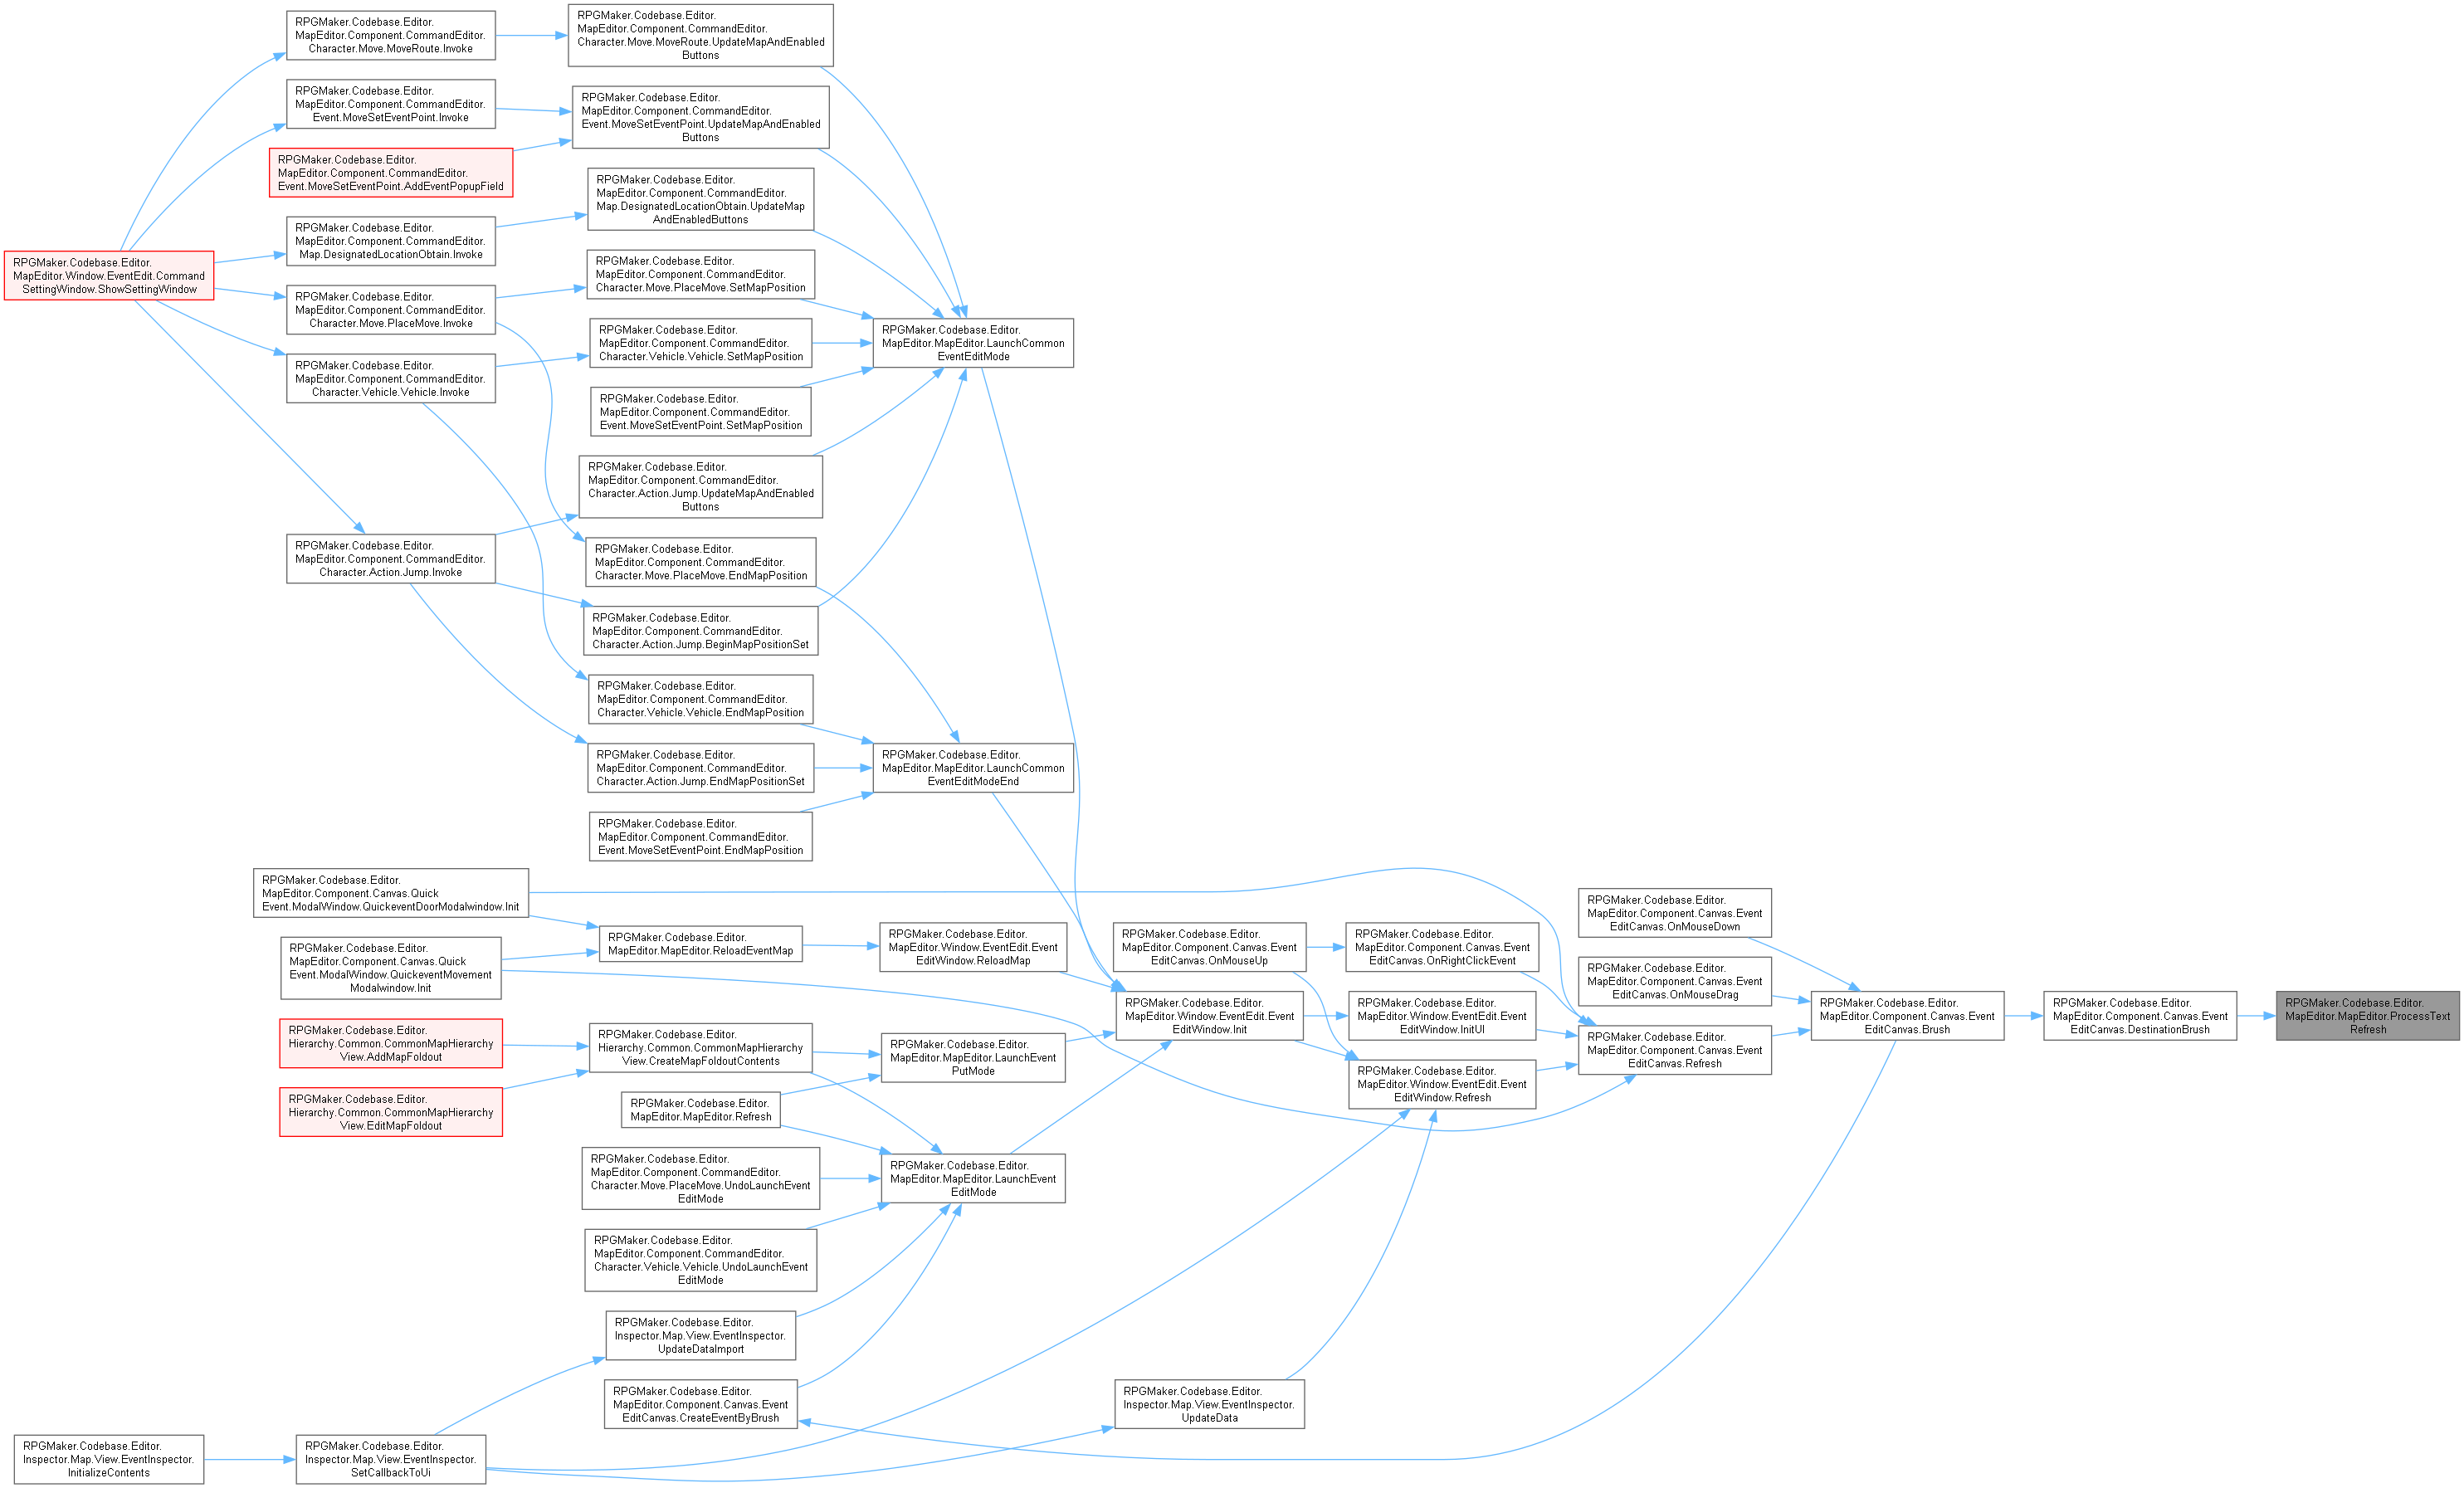 RPGMaker.Codebase.Editor.
MapEditor.Component.CommandEditor.
Character.Move.MoveRoute.Invoke
RPGMaker.Codebase.Editor.
MapEditor.Component.CommandEditor.
Character.Move.MoveRoute.UpdateMapAndEnabled
Buttons
RPGMaker.Codebase.Editor.
MapEditor.Component.CommandEditor.
Event.MoveSetEventPoint.Invoke
RPGMaker.Codebase.Editor.
MapEditor.Component.CommandEditor.
Event.MoveSetEventPoint.UpdateMapAndEnabled
Buttons
RPGMaker.Codebase.Editor.
MapEditor.Component.CommandEditor.
Event.MoveSetEventPoint.AddEventPopupField
RPGMaker.Codebase.Editor.
MapEditor.Component.CommandEditor.
Map.DesignatedLocationObtain.UpdateMap
AndEnabledButtons
RPGMaker.Codebase.Editor.
MapEditor.Component.CommandEditor.
Map.DesignatedLocationObtain.Invoke
RPGMaker.Codebase.Editor.
MapEditor.Window.EventEdit.Command
SettingWindow.ShowSettingWindow
RPGMaker.Codebase.Editor.
MapEditor.Component.CommandEditor.
Character.Move.PlaceMove.SetMapPosition
RPGMaker.Codebase.Editor.
MapEditor.Component.CommandEditor.
Character.Move.PlaceMove.Invoke
RPGMaker.Codebase.Editor.
MapEditor.Component.CommandEditor.
Character.Vehicle.Vehicle.SetMapPosition
RPGMaker.Codebase.Editor.
MapEditor.MapEditor.LaunchCommon
EventEditMode
RPGMaker.Codebase.Editor.
MapEditor.Component.CommandEditor.
Character.Vehicle.Vehicle.Invoke
RPGMaker.Codebase.Editor.
MapEditor.Component.CommandEditor.
Event.MoveSetEventPoint.SetMapPosition
RPGMaker.Codebase.Editor.
MapEditor.Component.CommandEditor.
Character.Action.Jump.UpdateMapAndEnabled
Buttons
RPGMaker.Codebase.Editor.
MapEditor.Component.CommandEditor.
Character.Action.Jump.Invoke
RPGMaker.Codebase.Editor.
MapEditor.Component.CommandEditor.
Character.Move.PlaceMove.EndMapPosition
RPGMaker.Codebase.Editor.
MapEditor.Component.CommandEditor.
Character.Action.Jump.BeginMapPositionSet
RPGMaker.Codebase.Editor.
MapEditor.Component.CommandEditor.
Character.Vehicle.Vehicle.EndMapPosition
RPGMaker.Codebase.Editor.
MapEditor.Component.CommandEditor.
Character.Action.Jump.EndMapPositionSet
RPGMaker.Codebase.Editor.
MapEditor.MapEditor.LaunchCommon
EventEditModeEnd
RPGMaker.Codebase.Editor.
MapEditor.Component.CommandEditor.
Event.MoveSetEventPoint.EndMapPosition
RPGMaker.Codebase.Editor.
MapEditor.Component.Canvas.Quick
Event.ModalWindow.QuickeventDoorModalwindow.Init
RPGMaker.Codebase.Editor.
MapEditor.Component.Canvas.Event
EditCanvas.OnMouseDown
RPGMaker.Codebase.Editor.
MapEditor.Component.Canvas.Quick
Event.ModalWindow.QuickeventMovement
Modalwindow.Init
RPGMaker.Codebase.Editor.
MapEditor.MapEditor.ReloadEventMap
RPGMaker.Codebase.Editor.
MapEditor.Window.EventEdit.Event
EditWindow.ReloadMap
RPGMaker.Codebase.Editor.
MapEditor.Component.Canvas.Event
EditCanvas.OnMouseUp
RPGMaker.Codebase.Editor.
MapEditor.Component.Canvas.Event
EditCanvas.OnRightClickEvent
RPGMaker.Codebase.Editor.
MapEditor.Component.Canvas.Event
EditCanvas.OnMouseDrag
RPGMaker.Codebase.Editor.
MapEditor.Window.EventEdit.Event
EditWindow.Init
RPGMaker.Codebase.Editor.
MapEditor.Window.EventEdit.Event
EditWindow.InitUI
RPGMaker.Codebase.Editor.
MapEditor.Component.Canvas.Event
EditCanvas.Brush
RPGMaker.Codebase.Editor.
MapEditor.Component.Canvas.Event
EditCanvas.DestinationBrush
RPGMaker.Codebase.Editor.
MapEditor.MapEditor.ProcessText
Refresh
RPGMaker.Codebase.Editor.
Hierarchy.Common.CommonMapHierarchy
View.AddMapFoldout
RPGMaker.Codebase.Editor.
Hierarchy.Common.CommonMapHierarchy
View.CreateMapFoldoutContents
RPGMaker.Codebase.Editor.
MapEditor.MapEditor.LaunchEvent
PutMode
RPGMaker.Codebase.Editor.
MapEditor.Component.Canvas.Event
EditCanvas.Refresh
RPGMaker.Codebase.Editor.
MapEditor.Window.EventEdit.Event
EditWindow.Refresh
RPGMaker.Codebase.Editor.
Hierarchy.Common.CommonMapHierarchy
View.EditMapFoldout
RPGMaker.Codebase.Editor.
MapEditor.MapEditor.Refresh
RPGMaker.Codebase.Editor.
MapEditor.Component.CommandEditor.
Character.Move.PlaceMove.UndoLaunchEvent
EditMode
RPGMaker.Codebase.Editor.
MapEditor.MapEditor.LaunchEvent
EditMode
RPGMaker.Codebase.Editor.
MapEditor.Component.CommandEditor.
Character.Vehicle.Vehicle.UndoLaunchEvent
EditMode
RPGMaker.Codebase.Editor.
Inspector.Map.View.EventInspector.
UpdateDataImport
RPGMaker.Codebase.Editor.
MapEditor.Component.Canvas.Event
EditCanvas.CreateEventByBrush
RPGMaker.Codebase.Editor.
Inspector.Map.View.EventInspector.
UpdateData
RPGMaker.Codebase.Editor.
Inspector.Map.View.EventInspector.
InitializeContents
RPGMaker.Codebase.Editor.
Inspector.Map.View.EventInspector.
SetCallbackToUi